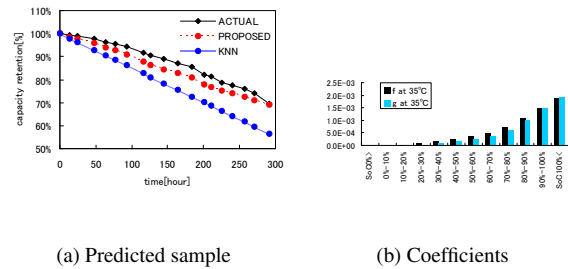 110%
100%
90%
80%
70%
60%
50%
capacity retention[%]
ACTUAL
PROPOSED
KNN
0
50
100
150
200
250
300
time[hour]
2.5E-03
2.0E-03
1.5E-03
1.0E-03
5.0E-04
0.0E+00
f at 35℃
g at 35℃
SoC0%>
0%-10%
10%-20%
20%-30%
30%-40%
40%-50%
50%-60%
60%-70%
70%-80%
80%-90%
90%-100%
SoC100%<
(a) Predicted sample
(b) Coefficients